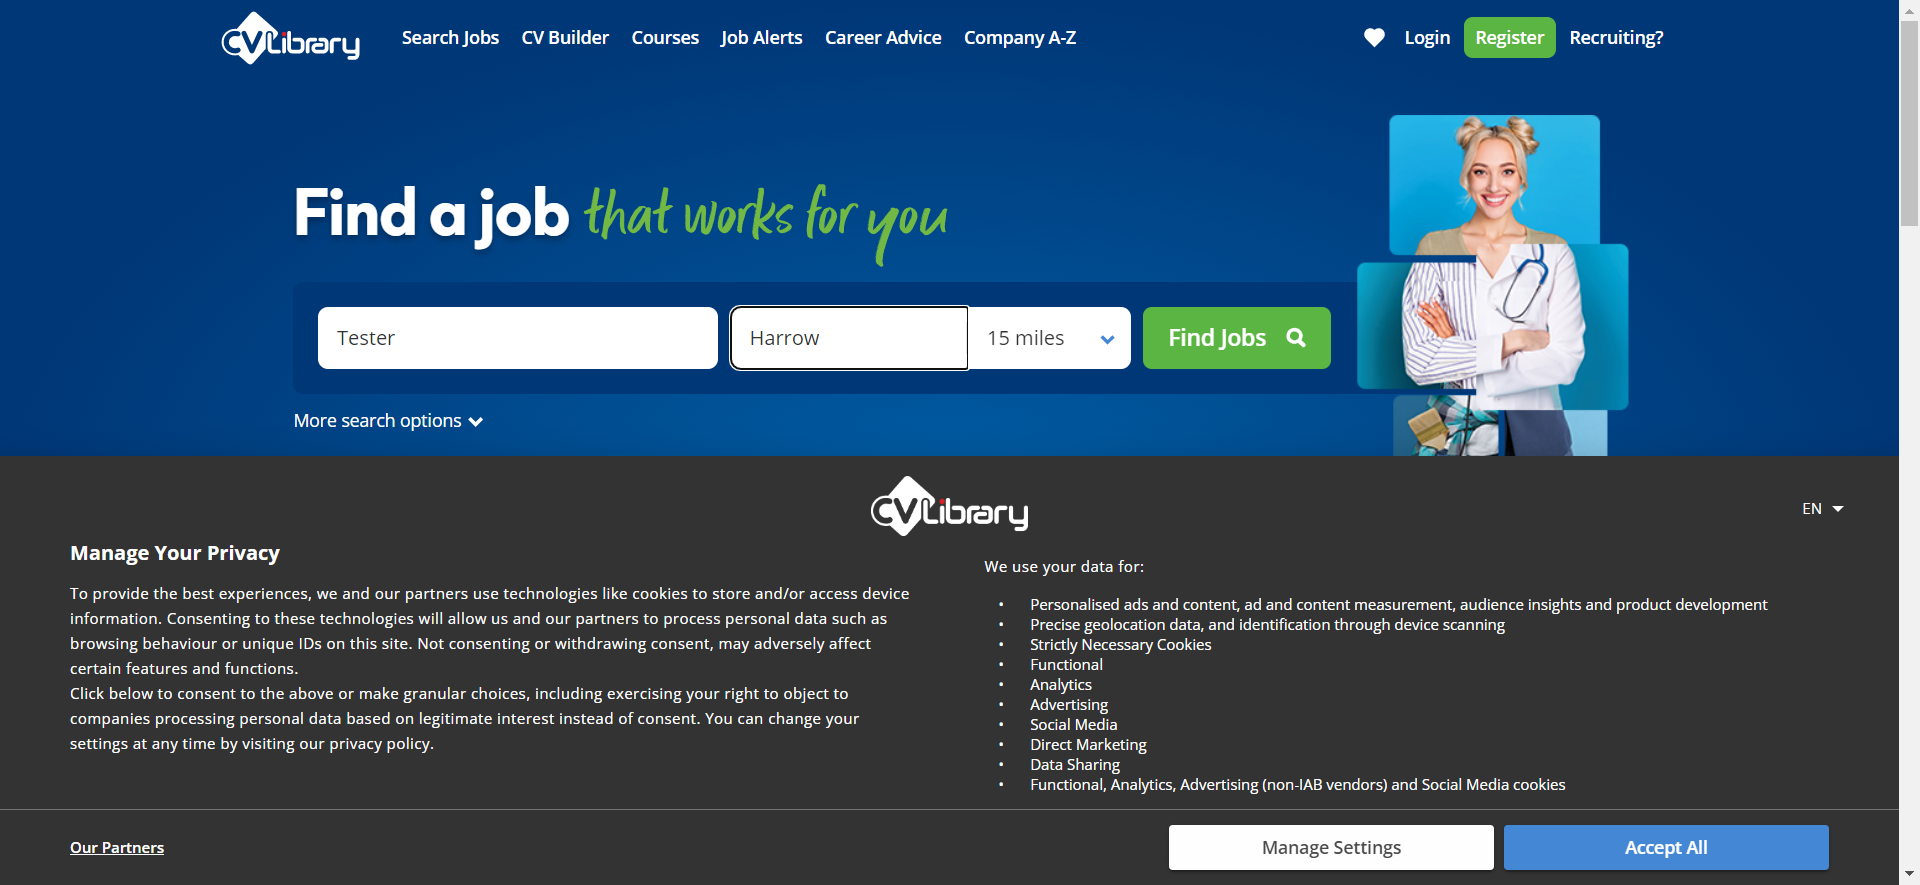 CVLibrary
Search Jobs
CV Builder
Courses
Job Alerts
Career Advice
Company A-Z
Login
Register
Recruiting?
Find a job that works for you
Tester
Harrow
15 miles
Find Jobs
More search options
CVLibrary
EN
Manage Your Privacy
To provide the best experiences, we and our partners use technologies like cookies to store and/or access device
information. Consenting to these technologies will allow us and our partners to process personal data such as
browsing behaviour or unique IDs on this site. Not consenting or withdrawing consent, may adversely affect
certain features and functions.
Click below to consent to the above or make granular choices, including exercising your right to object to
companies processing personal data based on legitimate interest instead of consent. You can change your
settings at any time by visiting our privacy policy.
We use your data for:
• Personalised ads and content, ad and content measurement, audience insights and product development
• Precise geolocation data, and identification through device scanning
• Strictly Necessary Cookies
• Functional
• Analytics
• Advertising
• Social Media
• Direct Marketing
• Data Sharing
• Functional, Analytics, Advertising (non-IAB vendors) and Social Media cookies
Our Partners
Manage Settings
Accept All